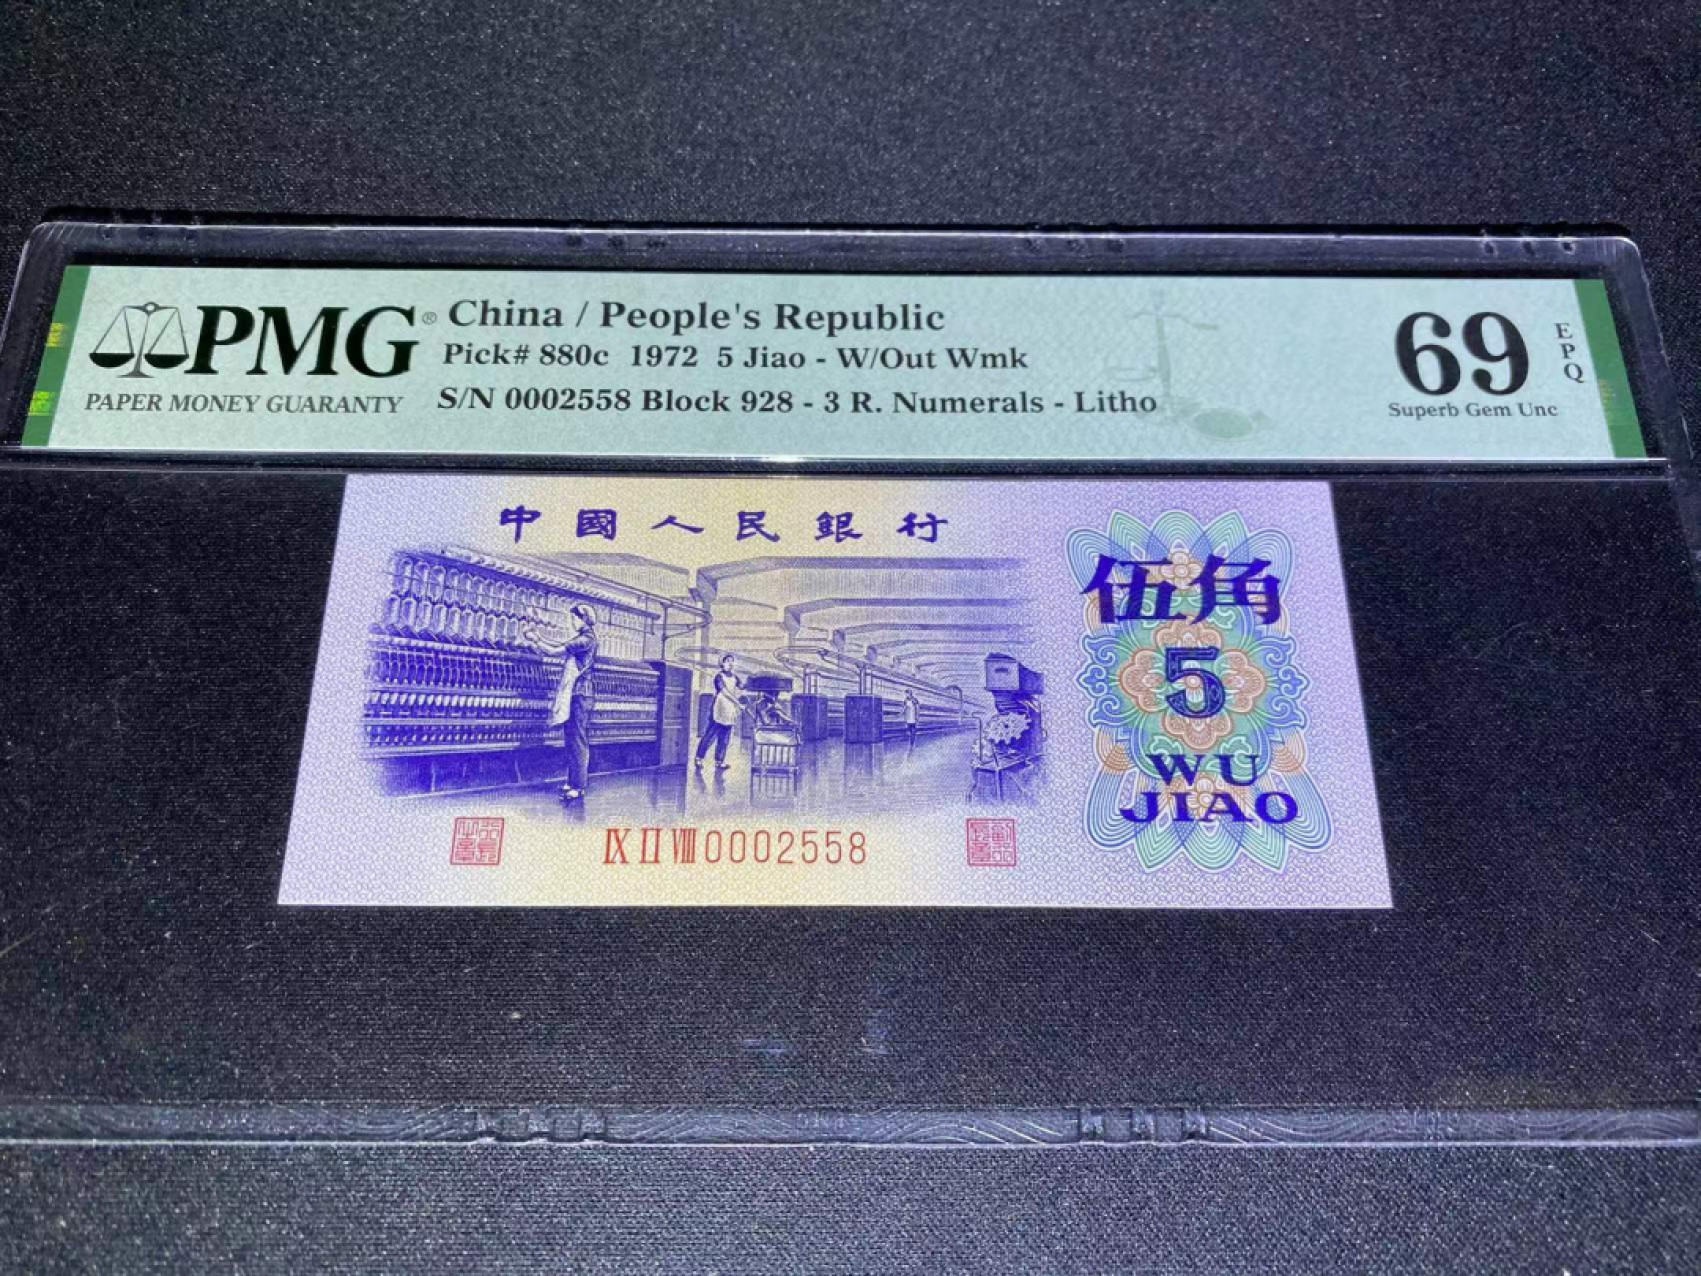 PMG®
PAPER MONEY GUARANTY
China / People's Republic
Pick# 880c 1972 5 Jiao - W/Out Wmk
S/N 0002558 Block 928 - 3 R. Numerals - Litho
69
EPQ
Superb Gem Unc
中國人民銀行
伍角
5
WU
JIAO
IX II VIII 0002558